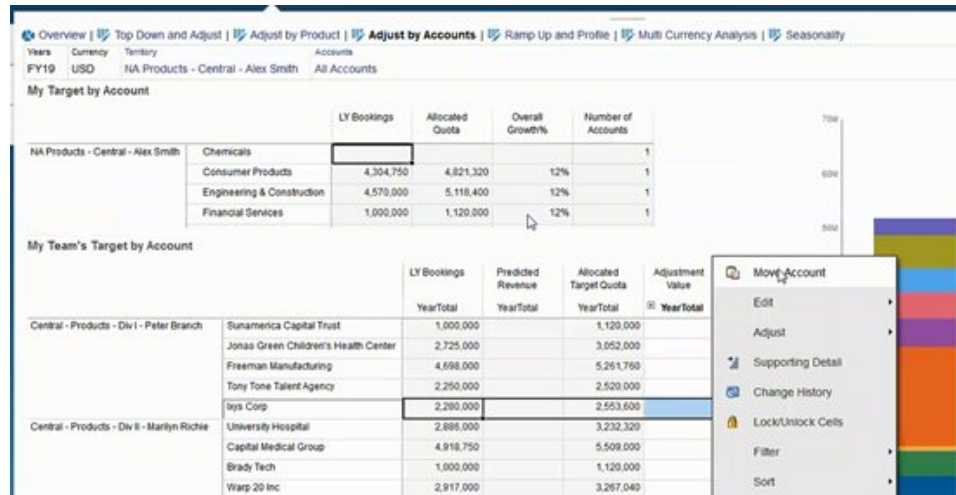 Overview | Top Down and Adjust | Adjust by Product | Adjust by Accounts | Ramp Up and Profile | Multi Currency Analysis | Seasonality
Years Currency Territory Accounts
FY19 USD NA Products - Central - Alex Smith All Accounts
My Target by Account
LY Bookings Allocated Quota Overall Growth% Number of Accounts
NA Products - Central - Alex Smith Chemicals 1
Consumer Products 4,304,750 4,821,320 12% 1
Engineering & Construction 4,570,000 5,118,400 12% 1
Financial Services 1,000,000 1,120,000 12% 1
70M
60M
50M
My Team's Target by Account
LY Bookings Predicted Revenue Allocated Target Quota Adjustment Value
YearTotal YearTotal YearTotal YearTotal
Central - Products - Div I - Peter Branch Sunamerica Capital Trust 1,000,000 1,120,000
Jonas Green Children's Health Center 2,725,000 3,052,000
Freeman Manufacturing 4,698,000 5,261,760
Tony Tone Talent Agency 2,250,000 2,520,000
Ixys Corp 2,280,000 2,553,600
Central - Products - Div II - Marilyn Richie University Hospital 2,886,000 3,232,320
Capital Medical Group 4,918,750 5,509,000
Brady Tech 1,000,000 1,120,000
Warp 20 Inc 2,917,000 3,267,040
Move Account
Edit
Adjust
Supporting Detail
Change History
Lock/Unlock Cells
Filter
Sort